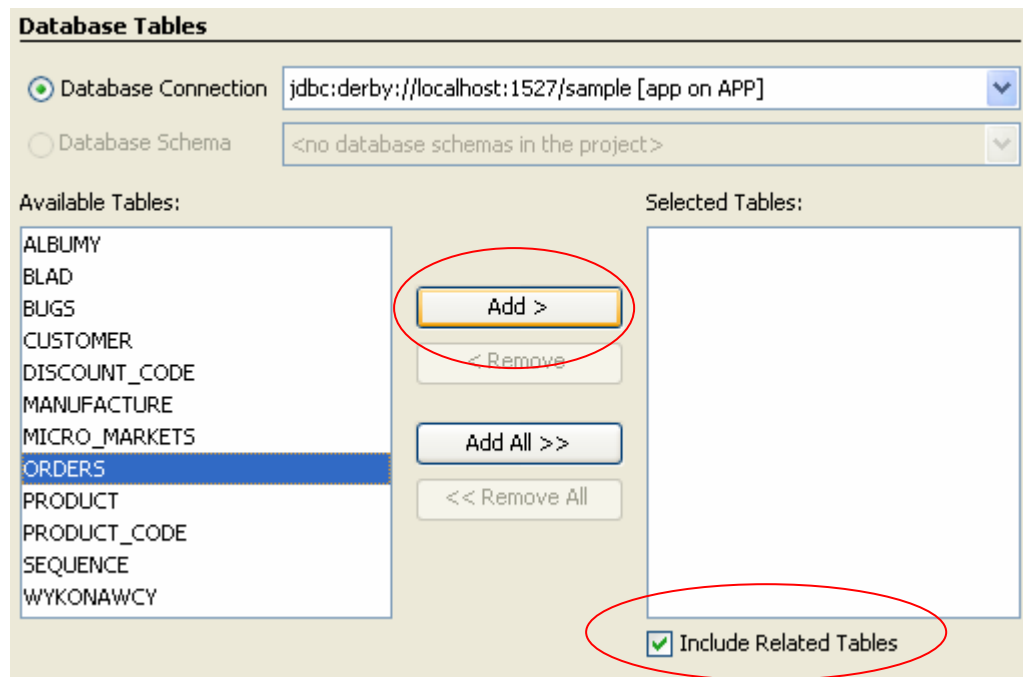 Database Tables
Database Connection jdbc:derby://localhost:1527/sample [app on APP]
Database Schema <no database schemas in the project>
Available Tables:
ALBUMY
BLAD
BUGS
CUSTOMER
DISCOUNT_CODE
MANUFACTURE
MICRO_MARKETS
ORDERS
PRODUCT
PRODUCT_CODE
SEQUENCE
WYKONAWCY
Add >
< Remove
Add All >>
<< Remove All
Selected Tables:
Include Related Tables